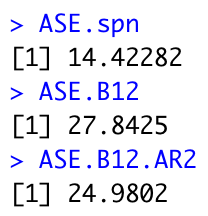 > ASE.spn
[1] 14.42282
> ASE.B12
[1] 27.8425
> ASE.B12.AR2
[1] 24.9802